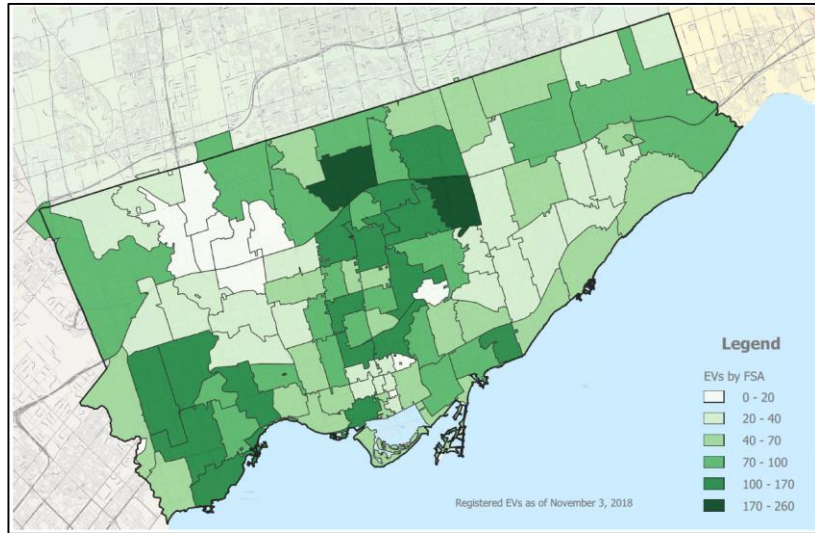 Legend
EVs by FSA
0 - 20
20 - 40
40 - 70
70 - 100
100 - 170
170 - 260
Registered EVs as of November 3, 2018